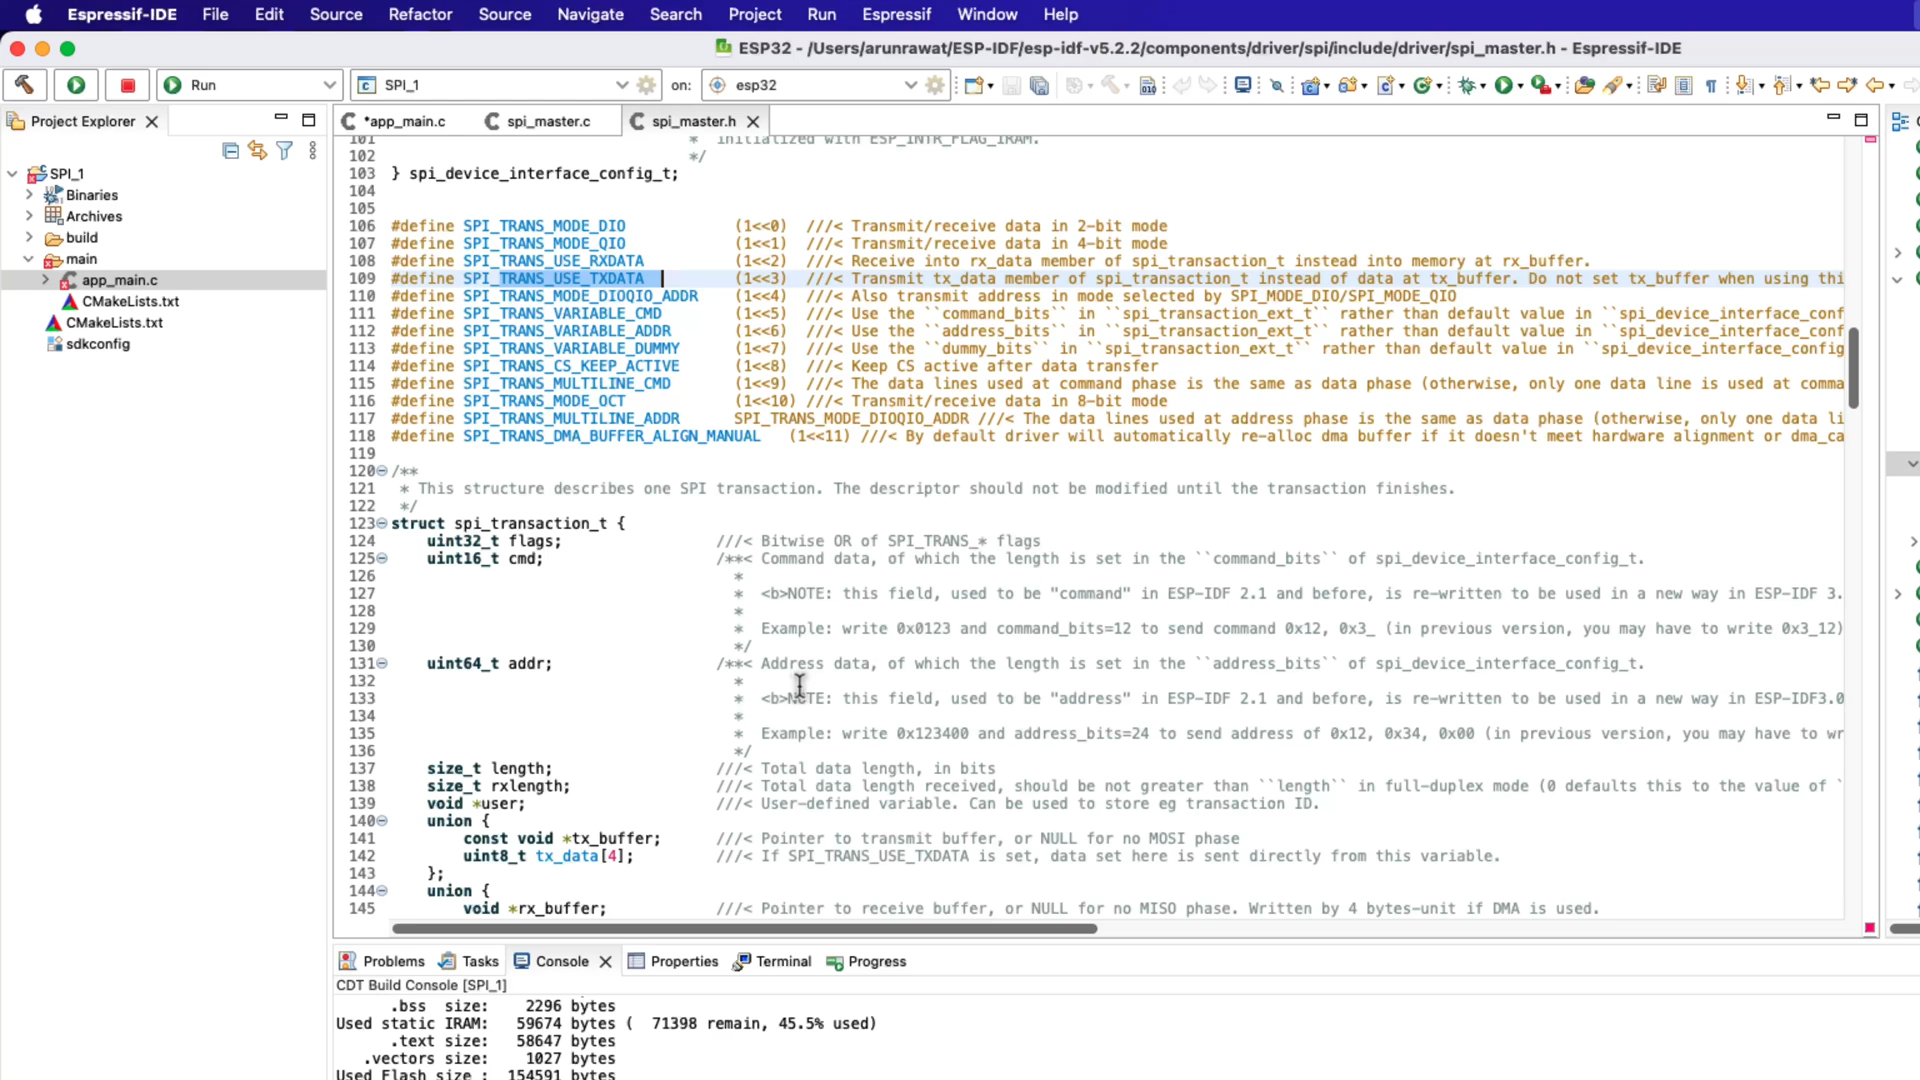 Espressif-IDE File Edit Source Refactor Source Navigate Search Project Run Espressif Window Help
ESP32 - /Users/arunrawat/ESP-IDF/esp-idf-v5.2.2/components/driver/spi/include/driver/spi_master.h - Espressif-IDE
Run SPI_1 on: esp32
Project Explorer
SPI_1
Binaries
Archives
build
main
app_main.c
CMakeLists.txt
CMakeLists.txt
sdkconfig
*app_main.c spi_master.c spi_master.h
101 * initialized with ESP_INTR_FLAG_IRAM.
102 */
103 } spi_device_interface_config_t;
104
105
106 #define SPI_TRANS_MODE_DIO (1<<0) ///< Transmit/receive data in 2-bit mode
107 #define SPI_TRANS_MODE_QIO (1<<1) ///< Transmit/receive data in 4-bit mode
108 #define SPI_TRANS_USE_RXDATA (1<<2) ///< Receive into rx_data member of spi_transaction_t instead into memory at rx_buffer.
109 #define SPI_TRANS_USE_TXDATA (1<<3) ///< Transmit tx_data member of spi_transaction_t instead of data at tx_buffer. Do not set tx_buffer when using thi
110 #define SPI_TRANS_MODE_DIOQIO_ADDR (1<<4) ///< Also transmit address in mode selected by SPI_MODE_DIO/SPI_MODE_QIO
111 #define SPI_TRANS_VARIABLE_CMD (1<<5) ///< Use the ``command_bits`` in ``spi_transaction_ext_t`` rather than default value in ``spi_device_interface_conf
112 #define SPI_TRANS_VARIABLE_ADDR (1<<6) ///< Use the ``address_bits`` in ``spi_transaction_ext_t`` rather than default value in ``spi_device_interface_conf
113 #define SPI_TRANS_VARIABLE_DUMMY (1<<7) ///< Use the ``dummy_bits`` in ``spi_transaction_ext_t`` rather than default value in ``spi_device_interface_config
114 #define SPI_TRANS_CS_KEEP_ACTIVE (1<<8) ///< Keep CS active after data transfer
115 #define SPI_TRANS_MULTILINE_CMD (1<<9) ///< The data lines used at command phase is the same as data phase (otherwise, only one data line is used at comma
116 #define SPI_TRANS_MODE_OCT (1<<10) ///< Transmit/receive data in 8-bit mode
117 #define SPI_TRANS_MULTILINE_ADDR SPI_TRANS_MODE_DIOQIO_ADDR ///< The data lines used at address phase is the same as data phase (otherwise, only one data li
118 #define SPI_TRANS_DMA_BUFFER_ALIGN_MANUAL (1<<11) ///< By default driver will automatically re-alloc dma buffer if it doesn't meet hardware alignment or dma_ca
119
120 /**
121 * This structure describes one SPI transaction. The descriptor should not be modified until the transaction finishes.
122 */
123 struct spi_transaction_t {
124 uint32_t flags; ///< Bitwise OR of SPI_TRANS_* flags
125 uint16_t cmd; /**< Command data, of which the length is set in the ``command_bits`` of spi_device_interface_config_t.
126 *
127 * <b>NOTE: this field, used to be "command" in ESP-IDF 2.1 and before, is re-written to be used in a new way in ESP-IDF 3.
128 *
129 * Example: write 0x0123 and command_bits=12 to send command 0x12, 0x3_ (in previous version, you may have to write 0x3_12)
130 */
131 uint64_t addr; /**< Address data, of which the length is set in the ``address_bits`` of spi_device_interface_config_t.
132 *
133 * <b>NOTE: this field, used to be "address" in ESP-IDF 2.1 and before, is re-written to be used in a new way in ESP-IDF3.0
134 *
135 * Example: write 0x123400 and address_bits=24 to send address of 0x12, 0x34, 0x00 (in previous version, you may have to wr
136 */
137 size_t length; ///< Total data length, in bits
138 size_t rxlength; ///< Total data length received, should be not greater than ``length`` in full-duplex mode (0 defaults this to the value of `
139 void *user; ///< User-defined variable. Can be used to store eg transaction ID.
140 union {
141 const void *tx_buffer; ///< Pointer to transmit buffer, or NULL for no MOSI phase
142 uint8_t tx_data[4]; ///< If SPI_TRANS_USE_TXDATA is set, data set here is sent directly from this variable.
143 };
144 union {
145 void *rx_buffer; ///< Pointer to receive buffer, or NULL for no MISO phase. Written by 4 bytes-unit if DMA is used.
Problems Tasks Console Properties Terminal Progress
CDT Build Console [SPI_1]
.bss size: 2296 bytes
Used static IRAM: 59674 bytes ( 71398 remain, 45.5% used)
.text size: 58647 bytes
.vectors size: 1027 bytes
Used Flash size : 154591 bytes